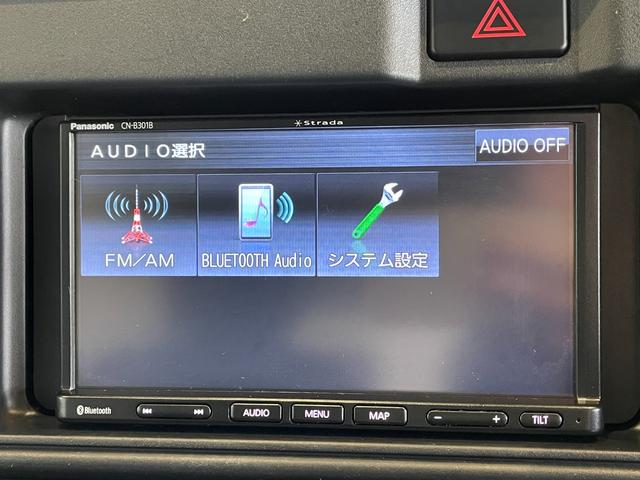 Panasonic CN-B301B Strada
AUDIO選択 AUDIO OFF
FM/AM BLUETOOTH Audio システム設定
Bluetooth AUDIO MENU MAP − + TILT